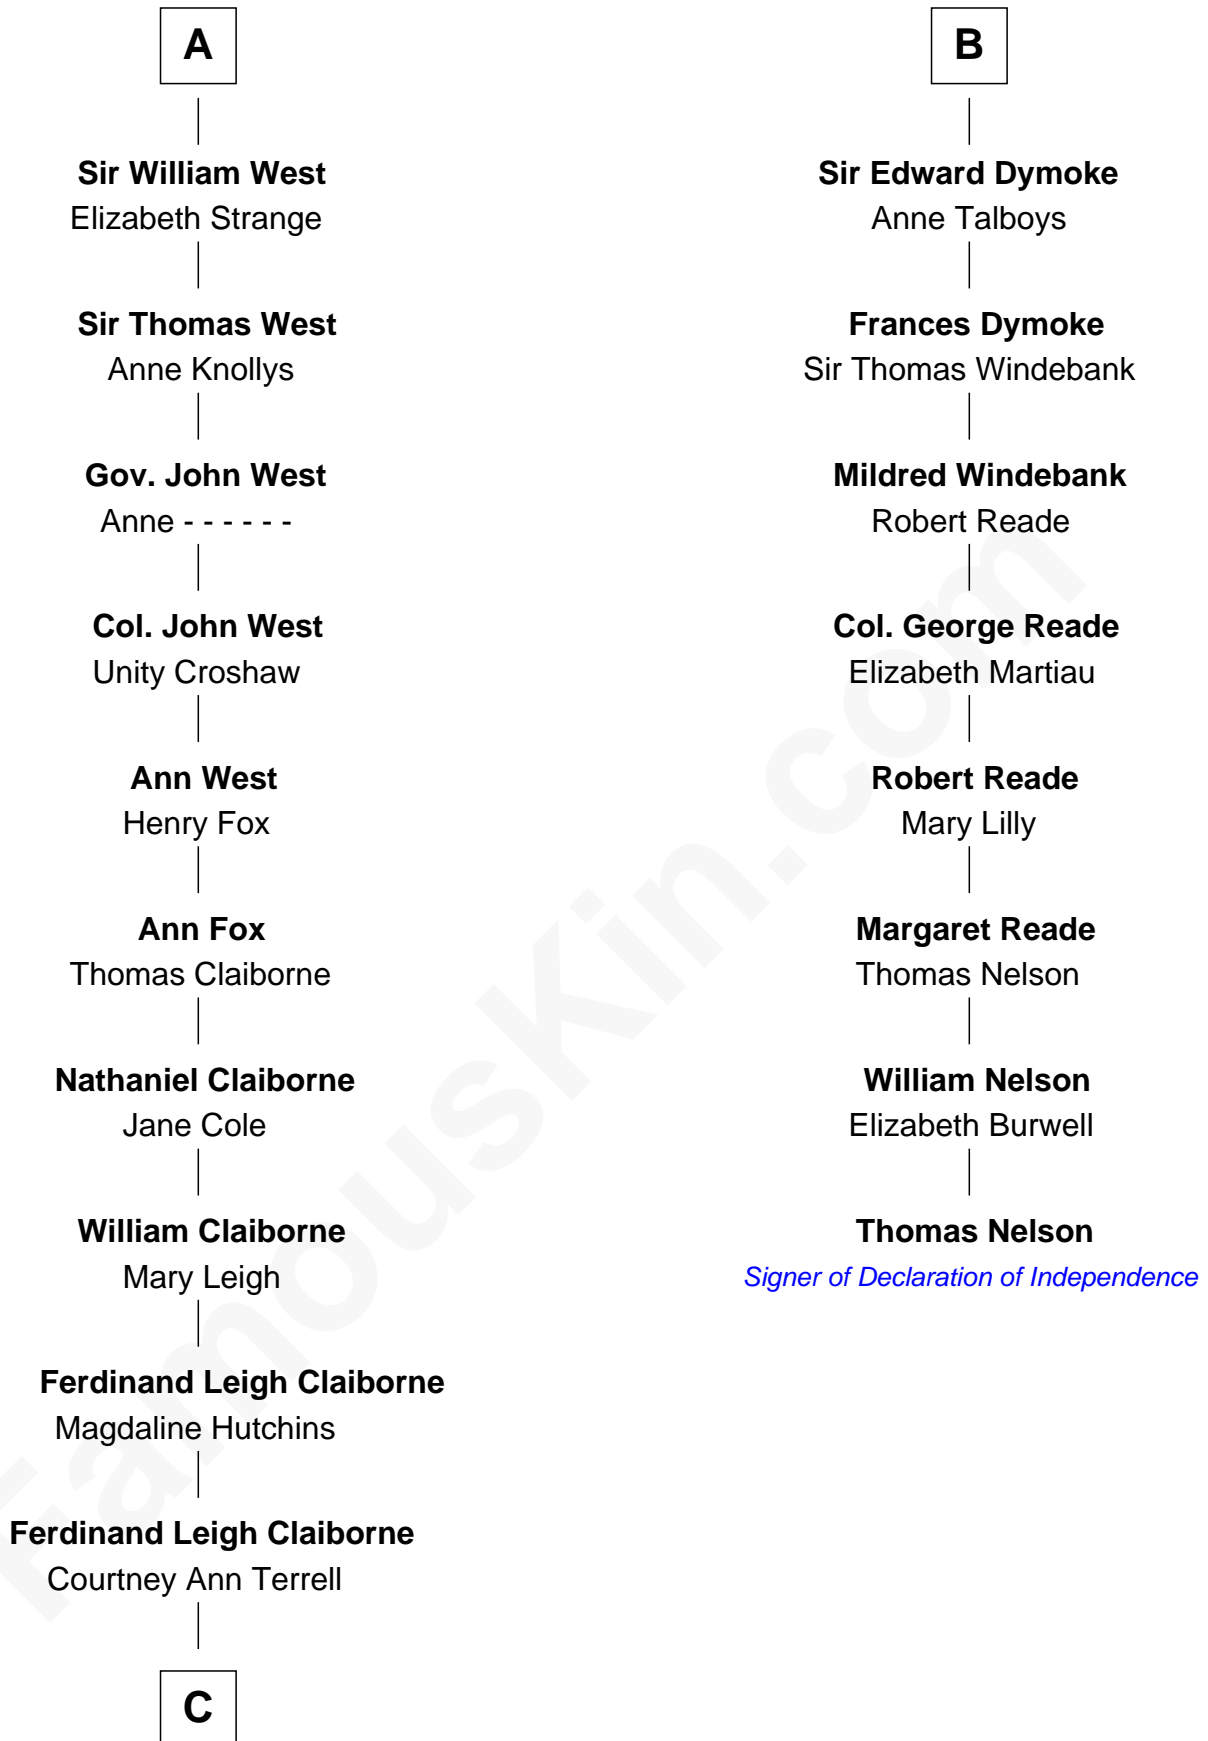 A
Sir William West
Elizabeth Strange
Sir Thomas West
Anne Knollys
Gov. John West
Anne - - - - - -
Col. John West
Unity Croshaw
Ann West
Henry Fox
Ann Fox
Thomas Claiborne
Nathaniel Claiborne
Jane Cole
William Claiborne
Mary Leigh
Ferdinand Leigh Claiborne
Magdaline Hutchins
Ferdinand Leigh Claiborne
Courtney Ann Terrell
C
B
Sir Edward Dymoke
Anne Talboys
Frances Dymoke
Sir Thomas Windebank
Mildred Windebank
Robert Reade
Col. George Reade
Elizabeth Martiau
Robert Reade
Mary Lilly
Margaret Reade
Thomas Nelson
William Nelson
Elizabeth Burwell
Thomas Nelson
Signer of Declaration of Independence
FamousKin.com